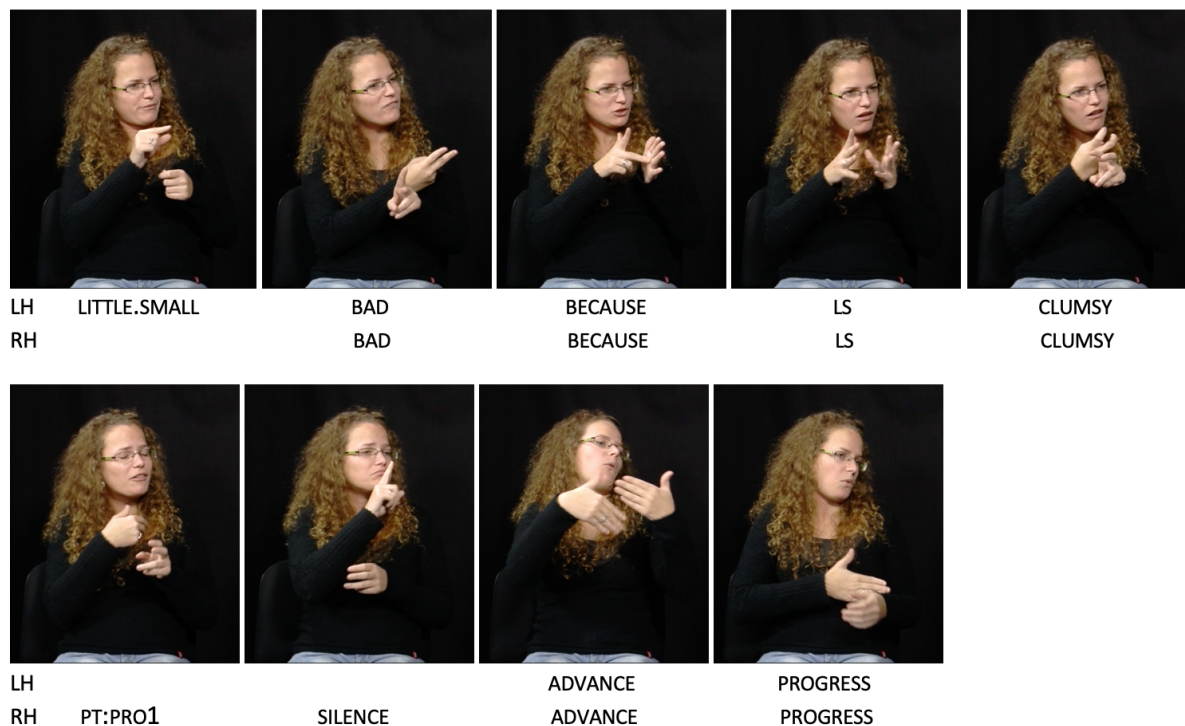 LH LITTLE.SMALL BAD BECAUSE LS CLUMSY
RH BAD BECAUSE LS CLUMSY
LH ADVANCE PROGRESS
RH PT:PRO1 SILENCE ADVANCE PROGRESS